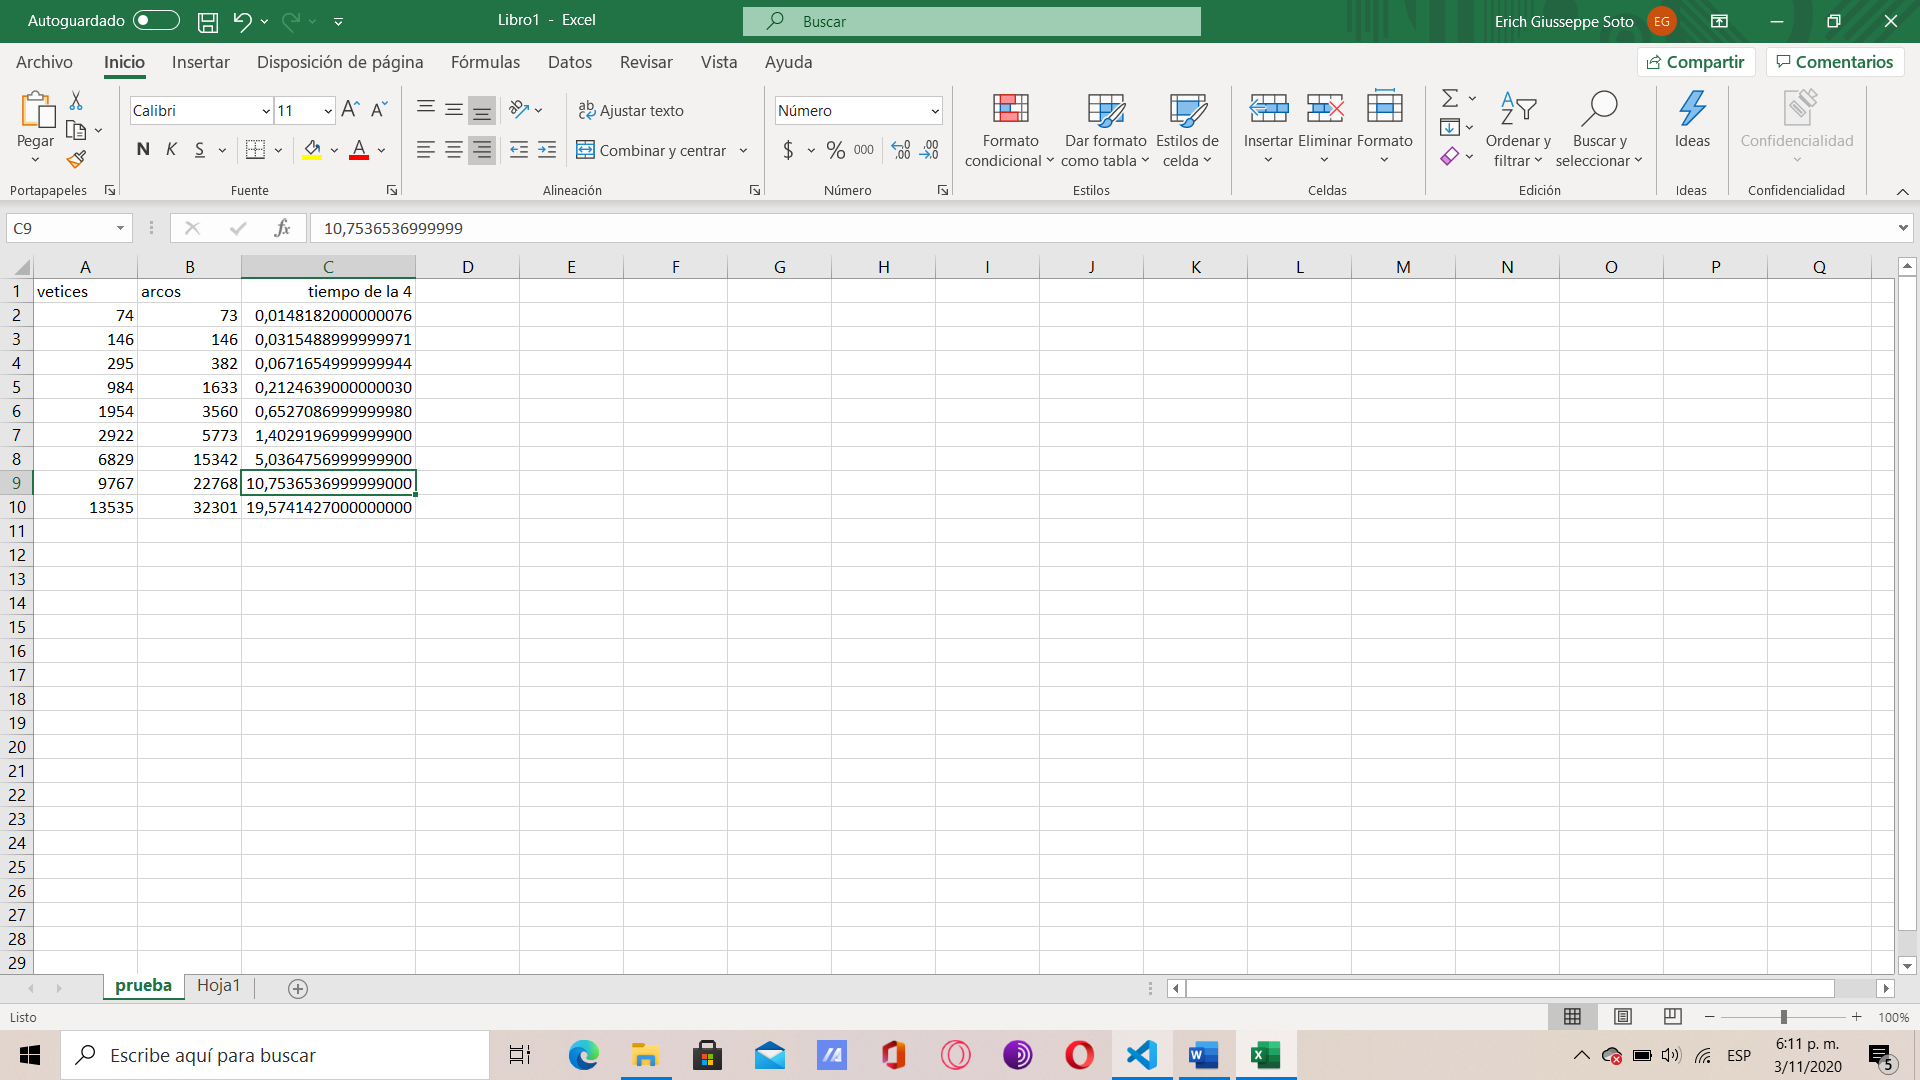 Autoguardado
Libro1 - Excel
Buscar
Erich Giusseppe Soto
EG
Archivo
Inicio
Insertar
Disposición de página
Fórmulas
Datos
Revisar
Vista
Ayuda
Compartir
Comentarios
Pegar
Portapapeles
Calibri
11
N K S
A
Fuente
Ajustar texto
Combinar y centrar
Alineación
Número
$ % 000
Número
Formato condicional
Dar formato como tabla
Estilos de celda
Estilos
Insertar
Eliminar
Formato
Celdas
Ordenar y filtrar
Buscar y seleccionar
Edición
Ideas
Ideas
Confidencialidad
Confidencialidad
C9
fx
10,7536536999999
A B C D E F G H I J K L M N O P Q
1 vetices arcos tiempo de la 4
2 74 73 0,0148182000000076
3 146 146 0,0315488999999971
4 295 382 0,0671654999999944
5 984 1633 0,2124639000000030
6 1954 3560 0,6527086999999980
7 2922 5773 1,4029196999999900
8 6829 15342 5,0364756999999900
9 9767 22768 10,7536536999999000
10 13535 32301 19,5741427000000000
11
12
13
14
15
16
17
18
19
20
21
22
23
24
25
26
27
28
29
prueba
Hoja1
Listo
100%
Escribe aquí para buscar
ESP
6:11 p. m.
3/11/2020
5